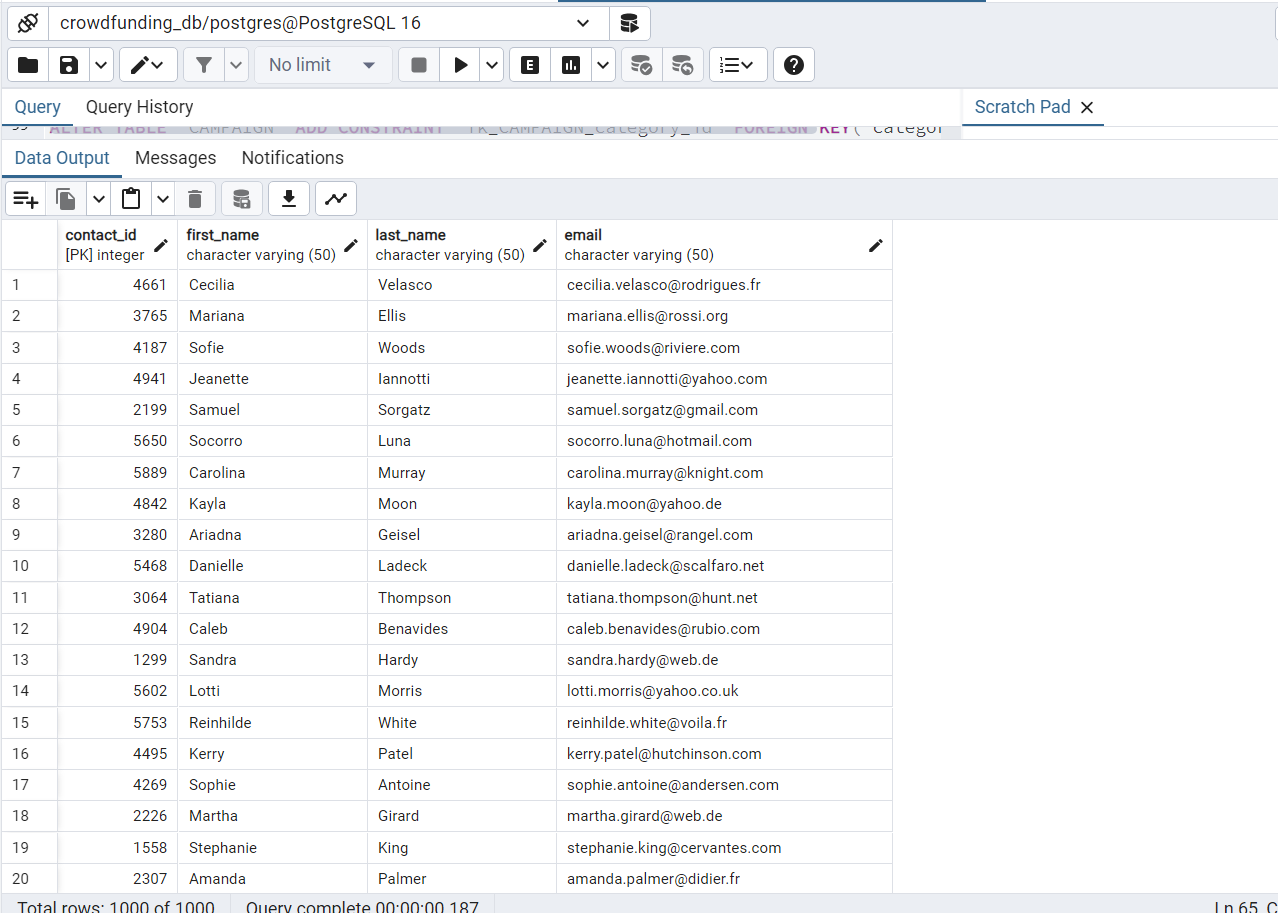 crowdfunding_db/postgres@PostgreSQL 16
No limit
E
Query Query History Scratch Pad
ALTER TABLE "CAMPAIGN" ADD CONSTRAINT "fk_CAMPAIGN_category_id" FOREIGN KEY("categor
Data Output Messages Notifications
contact_id first_name last_name email
[PK] integer character varying (50) character varying (50) character varying (50)
1 4661 Cecilia Velasco cecilia.velasco@rodrigues.fr
2 3765 Mariana Ellis mariana.ellis@rossi.org
3 4187 Sofie Woods sofie.woods@riviere.com
4 4941 Jeanette Iannotti jeanette.iannotti@yahoo.com
5 2199 Samuel Sorgatz samuel.sorgatz@gmail.com
6 5650 Socorro Luna socorro.luna@hotmail.com
7 5889 Carolina Murray carolina.murray@knight.com
8 4842 Kayla Moon kayla.moon@yahoo.de
9 3280 Ariadna Geisel ariadna.geisel@rangel.com
10 5468 Danielle Ladeck danielle.ladeck@scalfaro.net
11 3064 Tatiana Thompson tatiana.thompson@hunt.net
12 4904 Caleb Benavides caleb.benavides@rubio.com
13 1299 Sandra Hardy sandra.hardy@web.de
14 5602 Lotti Morris lotti.morris@yahoo.co.uk
15 5753 Reinhilde White reinhilde.white@voila.fr
16 4495 Kerry Patel kerry.patel@hutchinson.com
17 4269 Sophie Antoine sophie.antoine@andersen.com
18 2226 Martha Girard martha.girard@web.de
19 1558 Stephanie King stephanie.king@cervantes.com
20 2307 Amanda Palmer amanda.palmer@didier.fr
Total rows: 1000 of 1000 Query complete 00:00:00.187 Ln 65, C